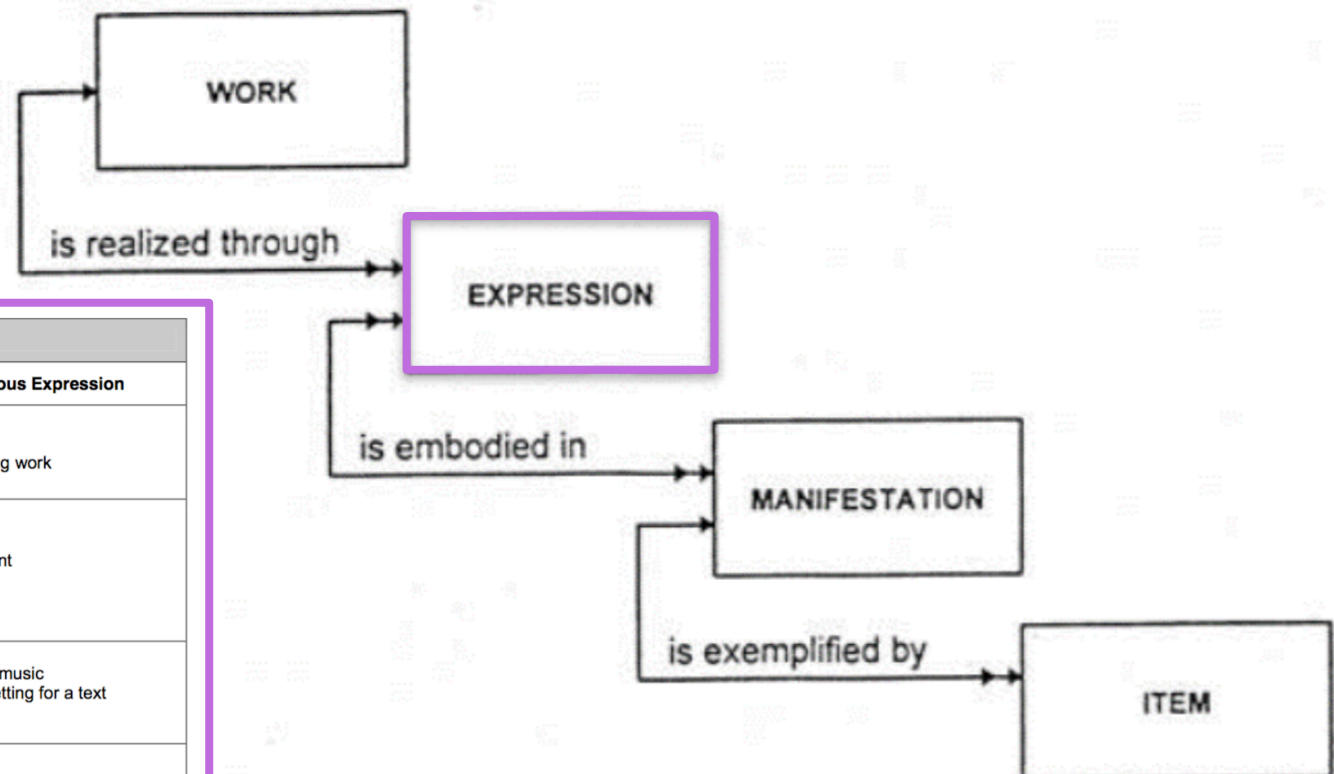 WORK
is realized through
EXPRESSION
is embodied in
MANIFESTATION
is exemplified by
ITEM
ous Expression
g work
nt
music
tting for a text